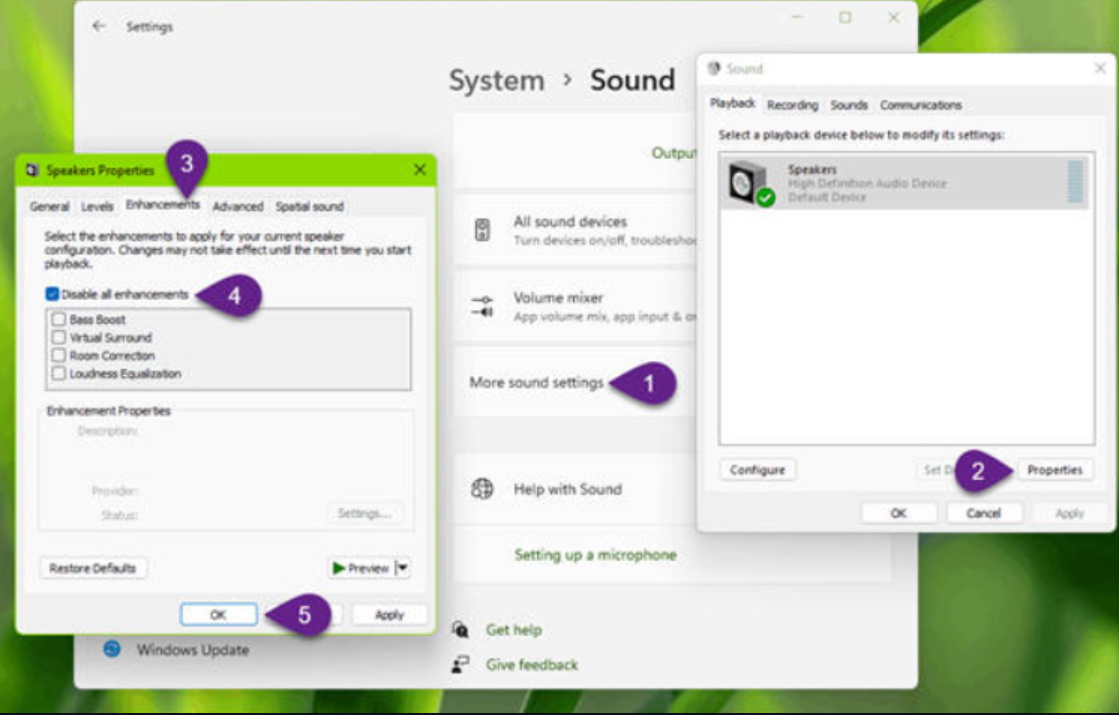 Settings
System > Sound
Output
All sound devices
Turn devices on/off, troubleshoo
Volume mixer
App volume mix, app input & o
More sound settings
1
Help with Sound
Setting up a microphone
Get help
Give feedback
Windows Update
Sound
Playback Recording Sounds Communications
Select a playback device below to modify its settings:
Speakers
High Definition Audio Device
Default Device
Configure
Set D
2
Properties
OK Cancel Apply
Speakers Properties
3
General Levels Enhancements Advanced Spatial sound
Select the enhancements to apply for your current speaker
configuration. Changes may not take effect until the next time you start
playback.
Disable all enhancements
4
Bass Boost
Virtual Surround
Room Correction
Loudness Equalization
Enhancement Properties
Description:
Provider:
Status:
Settings...
Restore Defaults
Preview
OK
5
Apply